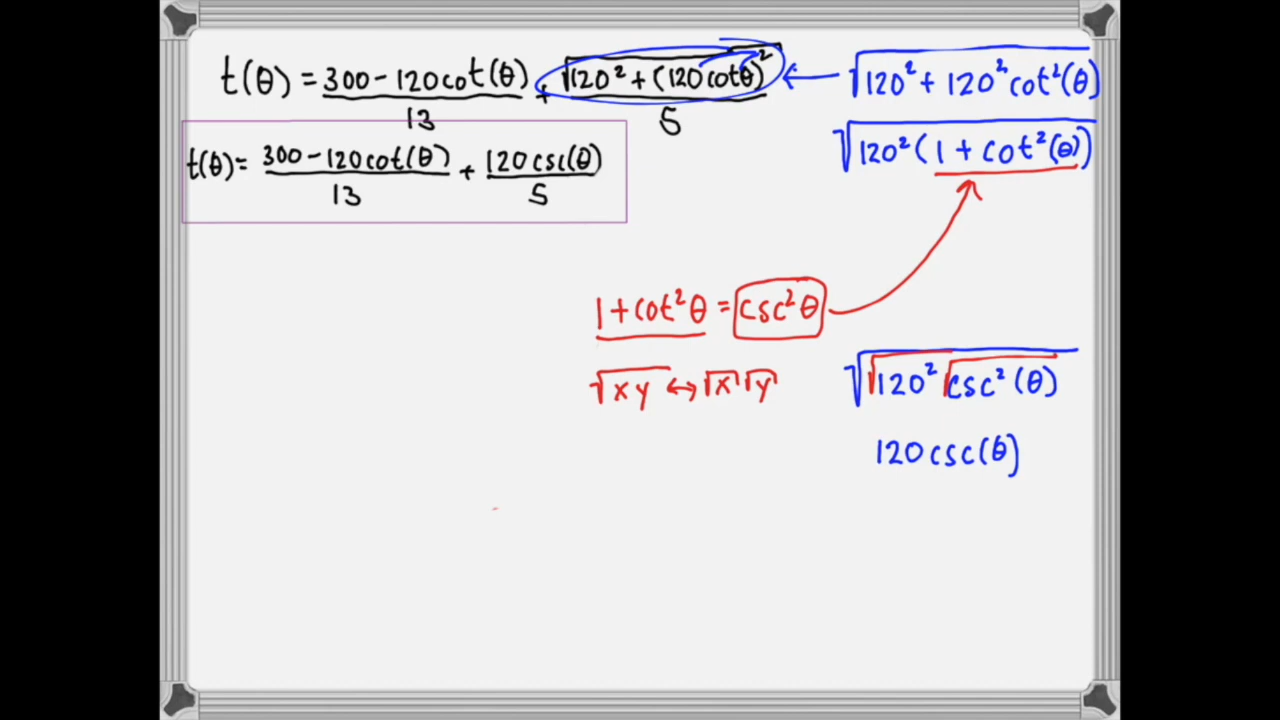 t(θ) = 300 - 120cot(θ) / 13 + √120² + (120cotθ)² / 5
√120² + 120²cot²(θ)
√120²(1 + cot²(θ))
t(θ) = 300 - 120cot(θ) / 13 + 120csc(θ) / 5
1 + cot²θ = csc²θ
√xy ↔ √x √y
√√120² √csc²(θ)
120csc(θ)